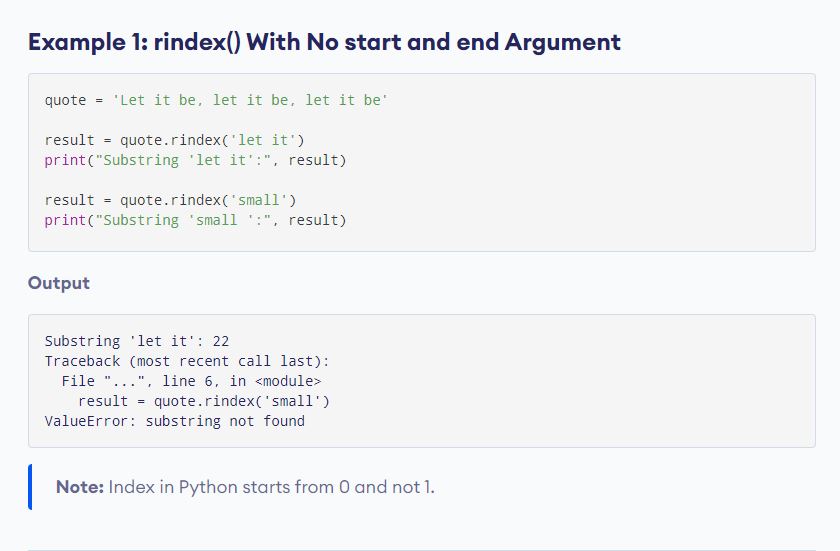 Example 1: rindex() With No start and end Argument
quote = 'Let it be, let it be, let it be'
result = quote.rindex('let it')
print("Substring 'let it':", result)
result = quote.rindex('small')
print("Substring 'small ':", result)
Output
Substring 'let it': 22
Traceback (most recent call last):
  File "...", line 6, in <module>
    result = quote.rindex('small')
ValueError: substring not found
Note: Index in Python starts from 0 and not 1.